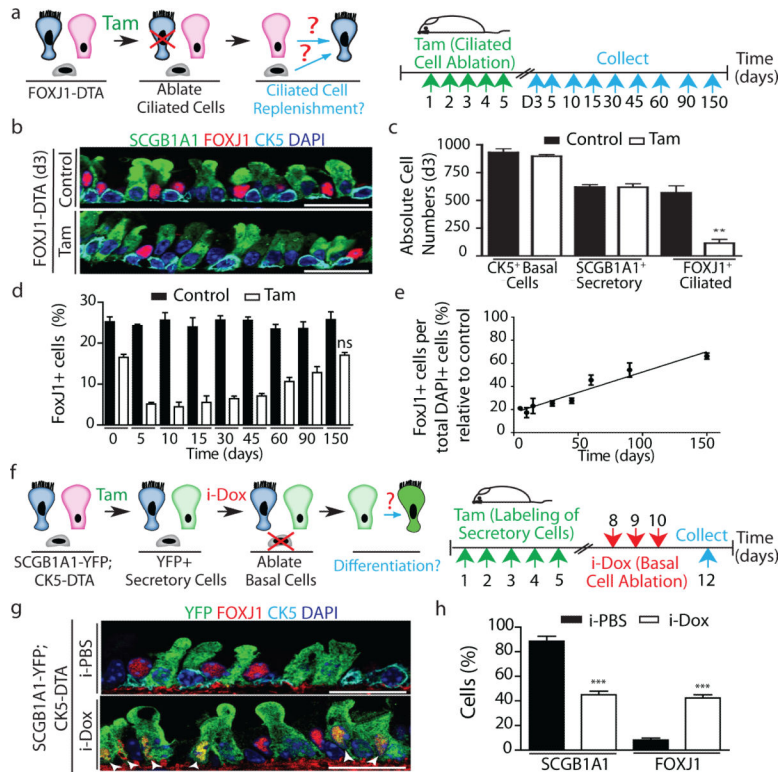 a
Tam
?
?
FOXJ1-DTA
Ablate
Ciliated Cells
Ciliated Cell
Replenishment?
Tam (Ciliated
Cell Ablation)
Collect
Time
(days)
1 2 3 4 5 D3 5 10 15 30 45 60 90 150
b
SCGB1A1 FOXJ1 CK5 DAPI
FOXJ1-DTA (d3)
Control
Tam
c
Control Tam
Absolute Cell
Numbers (d3)
1000
750
500
250
0
**
CK5+ Basal
Cells
SCGB1A1+
Secretory
FOXJ1+
Ciliated
d
Control Tam
FoxJ1+ cells (%)
30
20
10
0
ns
0 5 10 15 30 45 60 90 150
Time (days)
e
FoxJ1+ cells per
total DAPI+ cells (%)
relative to control
100
80
60
40
20
0 50 100 150
Time (days)
f
Tam
i-Dox
?
SCGB1A1-YFP;
CK5-DTA
YFP+
Secretory Cells
Ablate
Basal Cells
Differentiation?
Tam (Labeling of
Secretory Cells)
8 9 10
Collect
Time
(days)
1 2 3 4 5
i-Dox (Basal
Cell Ablation)
12
g
YFP FOXJ1 CK5 DAPI
SCGB1A1-YFP;
CK5-DTA
i-PBS
i-Dox
h
i-PBS i-Dox
Cells (%)
100
80
60
40
20
0
***
***
SCGB1A1
FOXJ1